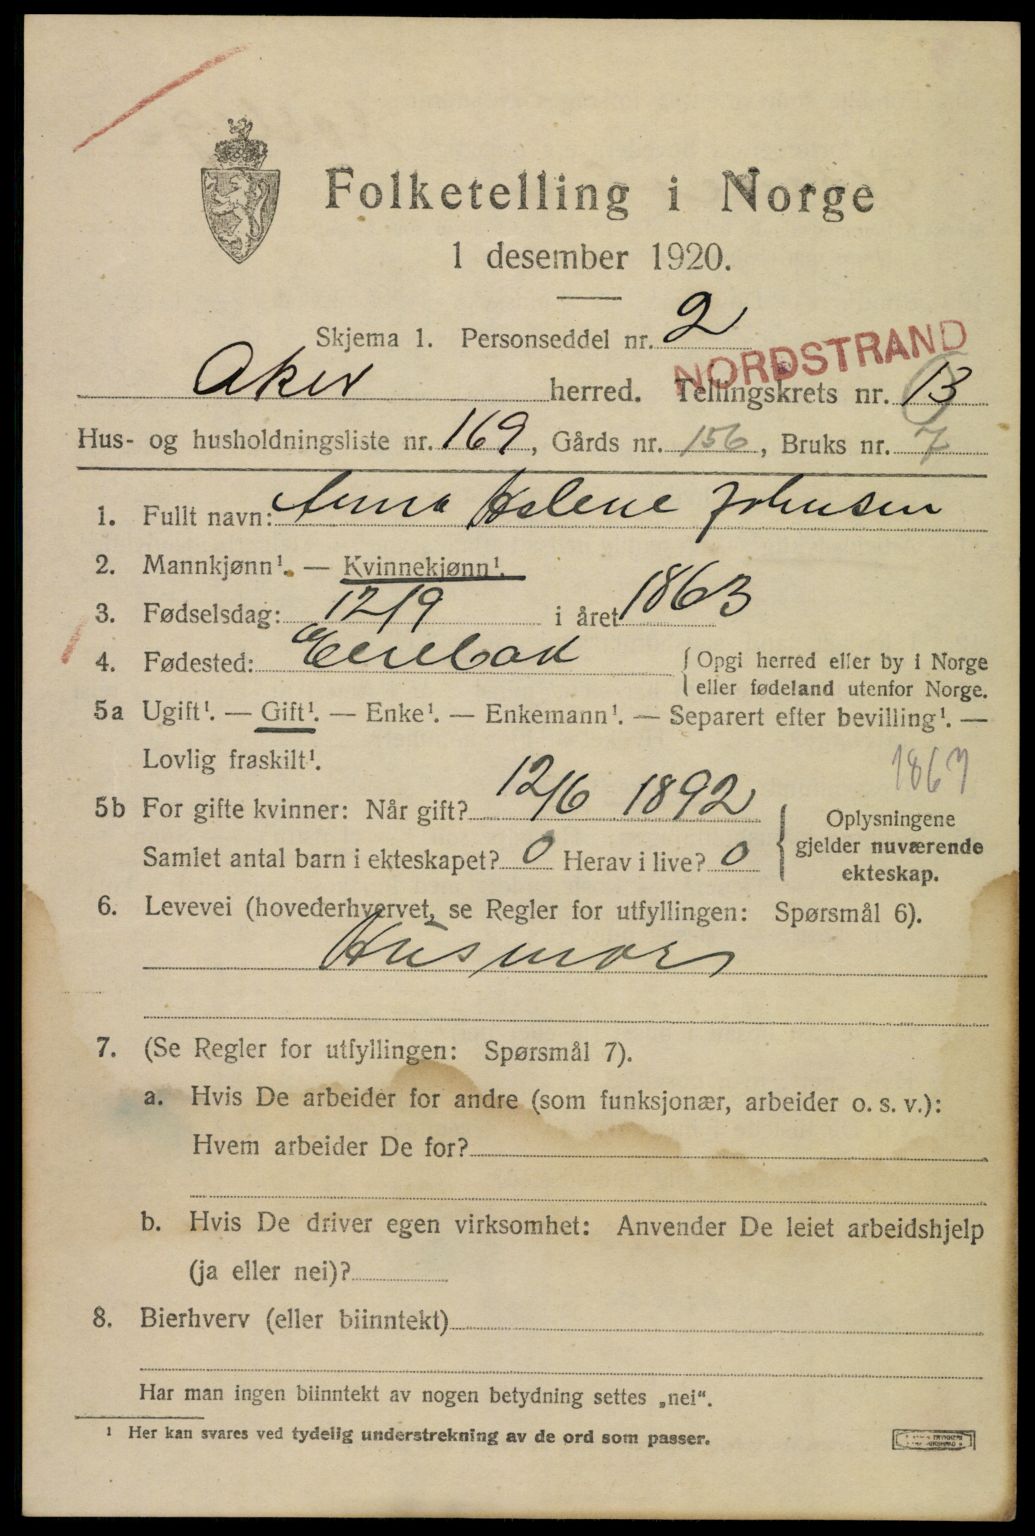 Folketelling i Norge
1 desember 1920.
Skjema 1. Personseddel nr. 2
NORDSTRAND
Aker herred. Tellingskrets nr. 13
Hus- og husholdningsliste nr. 169, Gårds nr. 156, Bruks nr. 7
1. Fullt navn: Anna Helene Johnsen
2. Mannkjønn¹. — Kvinnekjønn¹.
3. Fødselsdag: 12/9 i året 1863
4. Fødested: Enebak { Opgi herred eller by i Norge
eller fødeland utenfor Norge.
5a Ugift¹. — Gift¹. — Enke¹. — Enkemann¹. — Separert efter bevilling¹. —
Lovlig fraskilt¹.
1867
5b For gifte kvinner: Når gift? 12/6 1892
Samlet antal barn i ekteskapet? 0 Herav i live? 0
{ Oplysningene
gjelder nuværende
ekteskap.
6. Levevei (hovederhvervet, se Regler for utfyllingen: Spørsmål 6).
Husmor
7. (Se Regler for utfyllingen: Spørsmål 7).
a. Hvis De arbeider for andre (som funksjonær, arbeider o. s. v.):
Hvem arbeider De for?
b. Hvis De driver egen virksomhet: Anvender De leiet arbeidshjelp
(ja eller nei)?
8. Bierhverv (eller biinntekt)
Har man ingen biinntekt av nogen betydning settes „nei“.
¹ Her kan svares ved tydelig understrekning av de ord som passer.